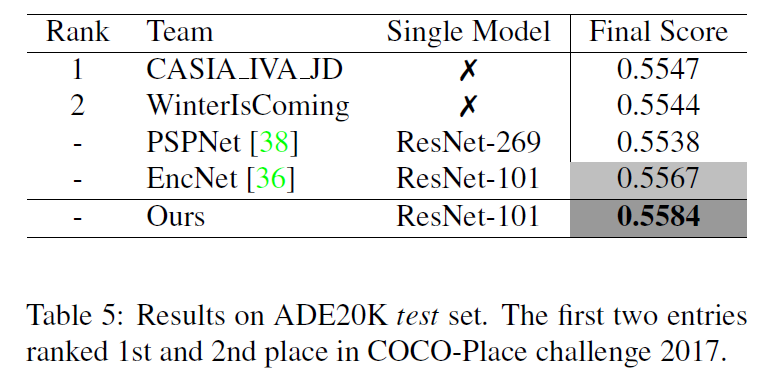 Rank Team Single Model Final Score
1 CASIA_IVA_JD ✗ 0.5547
2 WinterIsComing ✗ 0.5544
- PSPNet [38] ResNet-269 0.5538
- EncNet [36] ResNet-101 0.5567
- Ours ResNet-101 0.5584
Table 5: Results on ADE20K test set. The first two entries
ranked 1st and 2nd place in COCO-Place challenge 2017.